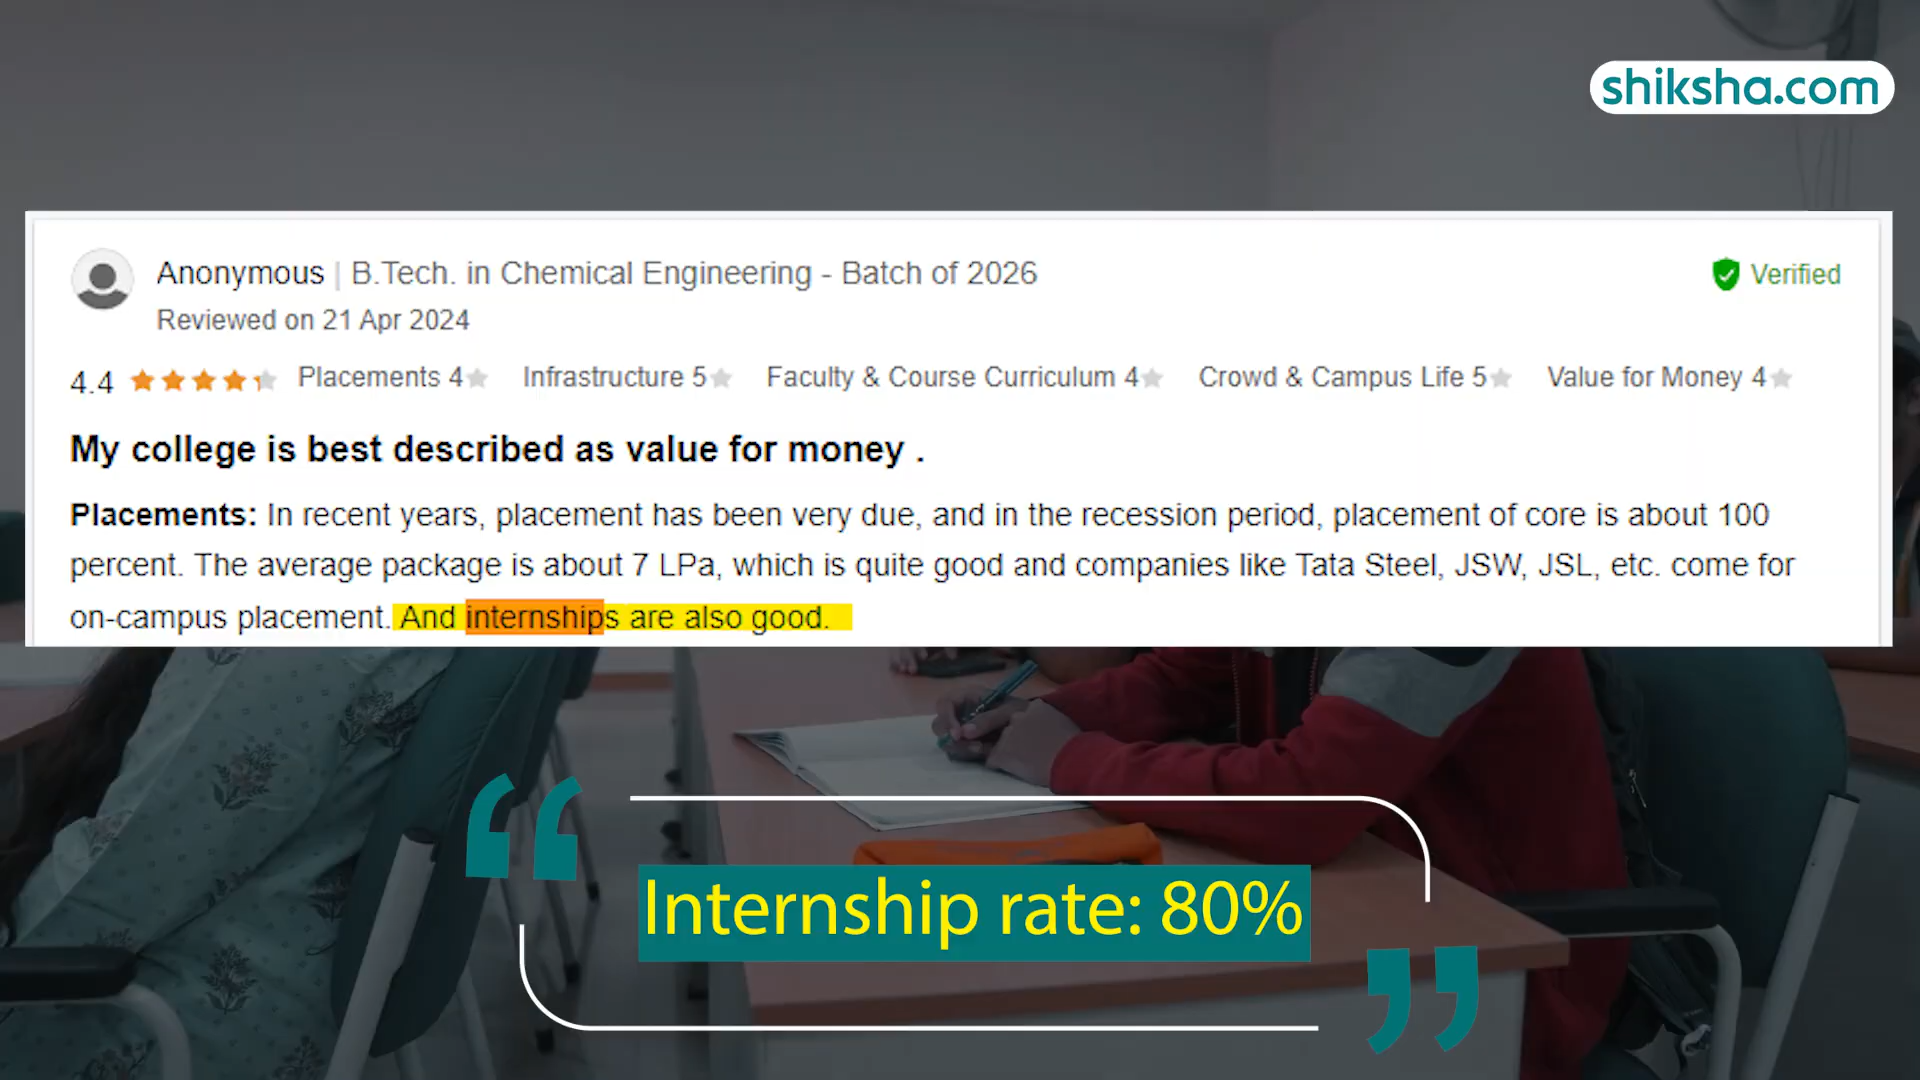 shiksha.com
Anonymous | B.Tech. in Chemical Engineering - Batch of 2026
Verified
Reviewed on 21 Apr 2024
4.4 Placements 4 Infrastructure 5 Faculty & Course Curriculum 4 Crowd & Campus Life 5 Value for Money 4
My college is best described as value for money .
Placements: In recent years, placement has been very due, and in the recession period, placement of core is about 100
percent. The average package is about 7 LPa, which is quite good and companies like Tata Steel, JSW, JSL, etc. come for
on-campus placement. And internships are also good.
“
Internship rate: 80%
”